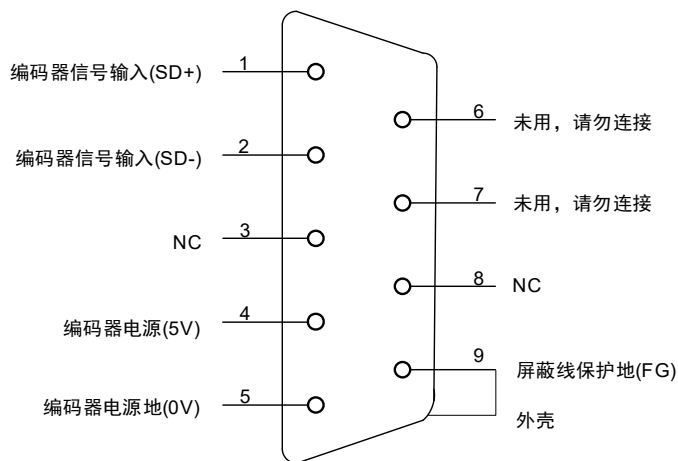 编码器信号输入(SD+)
1
编码器信号输入(SD-)
2
NC
3
编码器电源(5V)
4
编码器电源地(0V)
5
6
未用，请勿连接
7
未用，请勿连接
8
NC
9
屏蔽线保护地(FG)
外壳